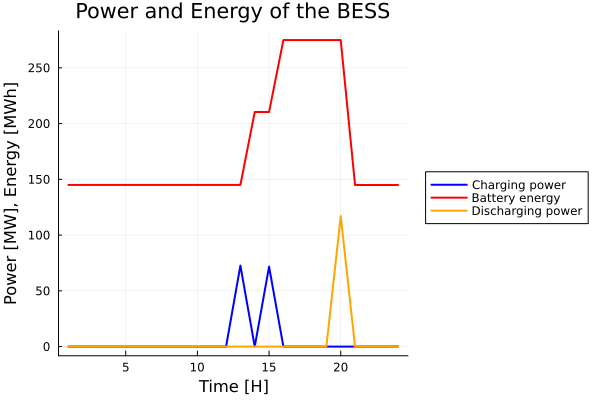 Power and Energy of the BESS
Power [MW], Energy [MWh]
250
200
150
100
50
0
5 10 15 20
Time [H]
Charging power
Battery energy
Discharging power